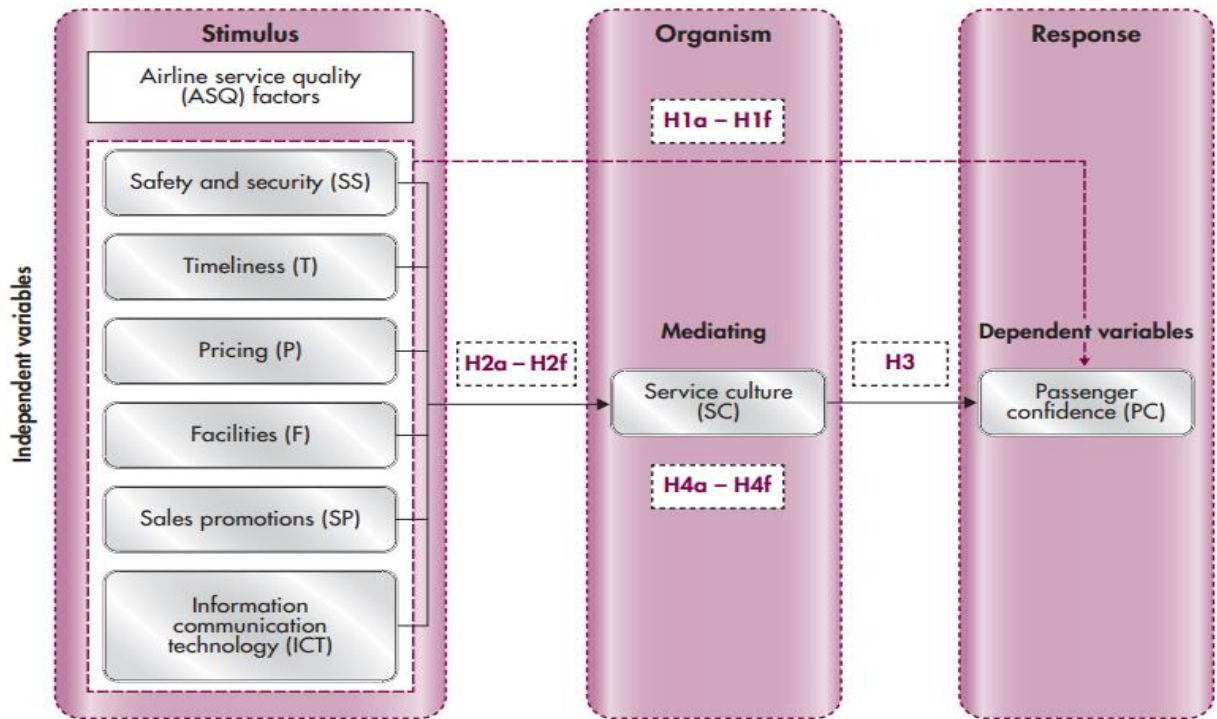 Stimulus
Airline service quality
(ASQ) factors
Independent variables
Safety and security (SS)
Timeliness (T)
Pricing (P)
Facilities (F)
Sales promotions (SP)
Information
communication
technology (ICT)
H2a – H2f
Organism
H1a – H1f
Mediating
Service culture
(SC)
H4a – H4f
H3
Response
Dependent variables
Passenger
confidence (PC)